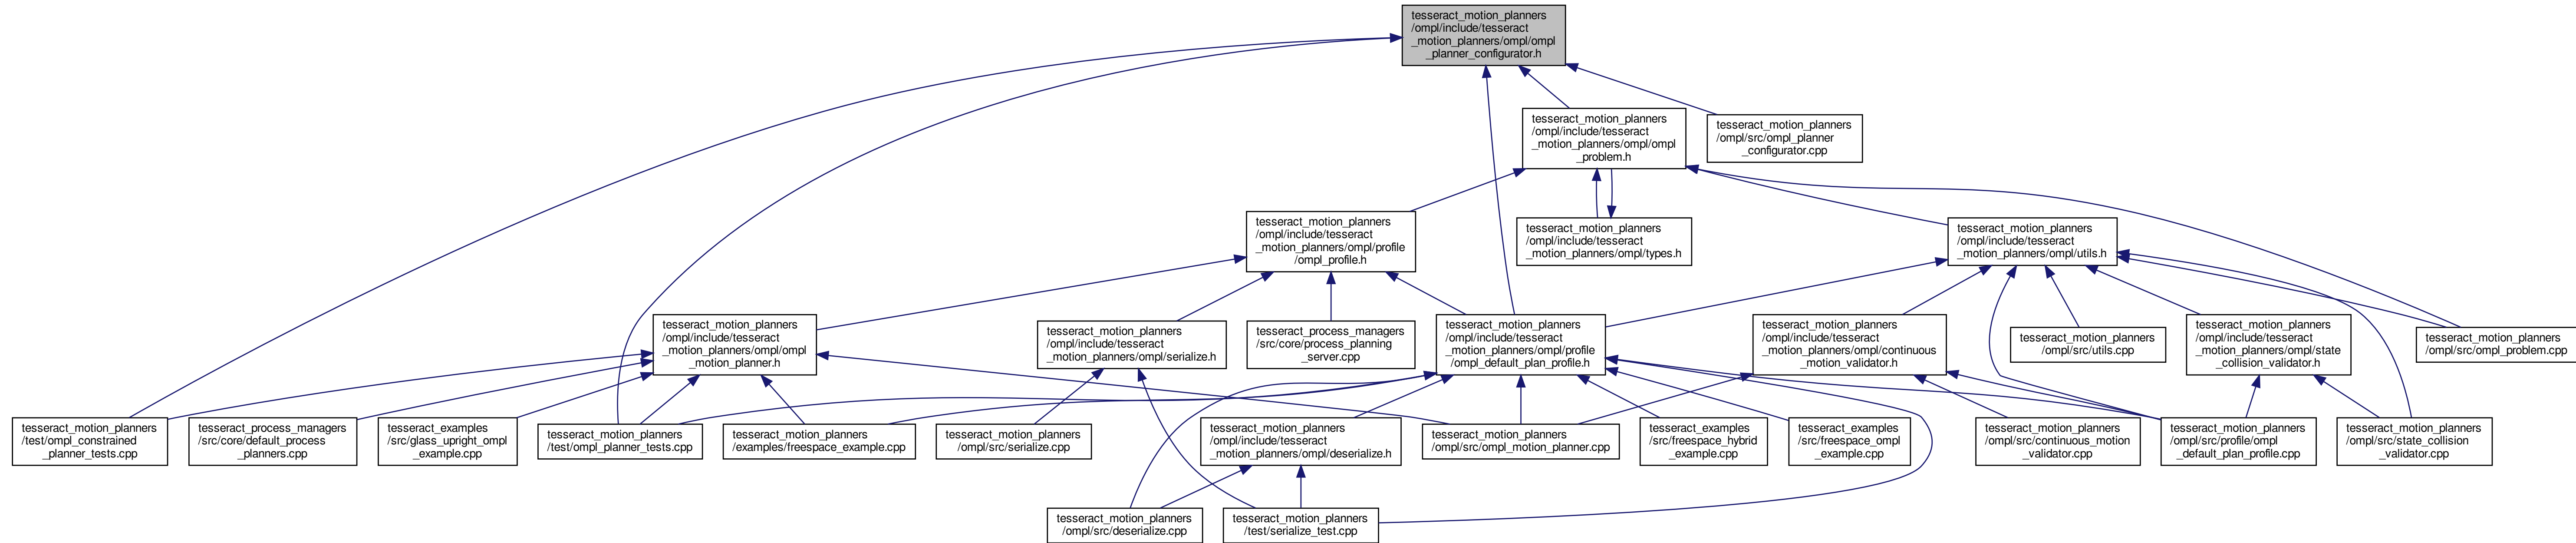 tesseract_motion_planners
/ompl/include/tesseract
_motion_planners/ompl/ompl
_planner_configurator.h
tesseract_motion_planners
/ompl/include/tesseract
_motion_planners/ompl/ompl
_problem.h
tesseract_motion_planners
/ompl/src/ompl_planner
_configurator.cpp
tesseract_motion_planners
/ompl/include/tesseract
_motion_planners/ompl/profile
/ompl_profile.h
tesseract_motion_planners
/ompl/include/tesseract
_motion_planners/ompl/types.h
tesseract_motion_planners
/ompl/include/tesseract
_motion_planners/ompl/utils.h
tesseract_motion_planners
/ompl/include/tesseract
_motion_planners/ompl/ompl
_motion_planner.h
tesseract_motion_planners
/ompl/include/tesseract
_motion_planners/ompl/serialize.h
tesseract_process_managers
/src/core/process_planning
_server.cpp
tesseract_motion_planners
/ompl/include/tesseract
_motion_planners/ompl/profile
/ompl_default_plan_profile.h
tesseract_motion_planners
/ompl/include/tesseract
_motion_planners/ompl/continuous
_motion_validator.h
tesseract_motion_planners
/ompl/src/utils.cpp
tesseract_motion_planners
/ompl/include/tesseract
_motion_planners/ompl/state
_collision_validator.h
tesseract_motion_planners
/ompl/src/ompl_problem.cpp
tesseract_motion_planners
/test/ompl_constrained
_planner_tests.cpp
tesseract_process_managers
/src/core/default_process
_planners.cpp
tesseract_examples
/src/glass_upright_ompl
_example.cpp
tesseract_motion_planners
/test/ompl_planner_tests.cpp
tesseract_motion_planners
/examples/freespace_example.cpp
tesseract_motion_planners
/ompl/src/serialize.cpp
tesseract_motion_planners
/ompl/include/tesseract
_motion_planners/ompl/deserialize.h
tesseract_motion_planners
/ompl/src/ompl_motion_planner.cpp
tesseract_examples
/src/freespace_hybrid
_example.cpp
tesseract_examples
/src/freespace_ompl
_example.cpp
tesseract_motion_planners
/ompl/src/continuous_motion
_validator.cpp
tesseract_motion_planners
/ompl/src/profile/ompl
_default_plan_profile.cpp
tesseract_motion_planners
/ompl/src/state_collision
_validator.cpp
tesseract_motion_planners
/ompl/src/deserialize.cpp
tesseract_motion_planners
/test/serialize_test.cpp